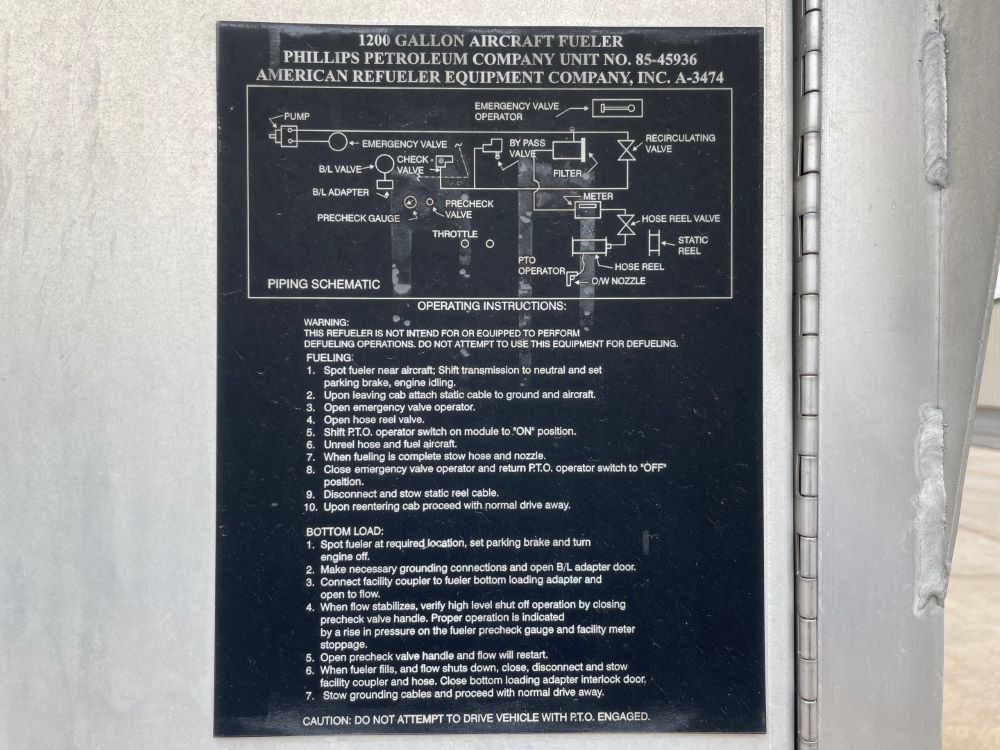 1200 GALLON AIRCRAFT FUELER
PHILLIPS PETROLEUM COMPANY UNIT NO. 85-45936
AMERICAN REFUELER EQUIPMENT COMPANY, INC. A-3474
EMERGENCY VALVE
OPERATOR
PUMP
EMERGENCY VALVE
BY PASS
VALVE
RECIRCULATING
VALVE
B/L VALVE
CHECK
VALVE
FILTER
B/L ADAPTER
METER
PRECHECK GAUGE
PRECHECK
VALVE
HOSE REEL VALVE
THROTTLE
STATIC
REEL
PTO
OPERATOR
HOSE REEL
O/W NOZZLE
PIPING SCHEMATIC
OPERATING INSTRUCTIONS:
WARNING:
THIS REFUELER IS NOT INTEND FOR OR EQUIPPED TO PERFORM
DEFUELING OPERATIONS. DO NOT ATTEMPT TO USE THIS EQUIPMENT FOR DEFUELING.
FUELING:
1. Spot fueler near aircraft; Shift transmission to neutral and set
parking brake, engine idling.
2. Upon leaving cab attach static cable to ground and aircraft.
3. Open emergency valve operator.
4. Open hose reel valve.
5. Shift P.T.O. operator switch on module to "ON" position.
6. Unreel hose and fuel aircraft.
7. When fueling is complete stow hose and nozzle.
8. Close emergency valve operator and return P.T.O. operator switch to "OFF"
position.
9. Disconnect and stow static reel cable.
10. Upon reentering cab proceed with normal drive away.
BOTTOM LOAD:
1. Spot fueler at required location, set parking brake and turn
engine off.
2. Make necessary grounding connections and open B/L adapter door.
3. Connect facility coupler to fueler bottom loading adapter and
open to flow.
4. When flow stabilizes, verify high level shut off operation by closing
precheck valve handle. Proper operation is indicated
by a rise in pressure on the fueler precheck gauge and facility meter
stoppage.
5. Open precheck valve handle and flow will restart.
6. When fueler fills, and flow shuts down, close, disconnect and stow
facility coupler and hose. Close bottom loading adapter interlock door.
7. Stow grounding cables and proceed with normal drive away.
CAUTION: DO NOT ATTEMPT TO DRIVE VEHICLE WITH P.T.O. ENGAGED.